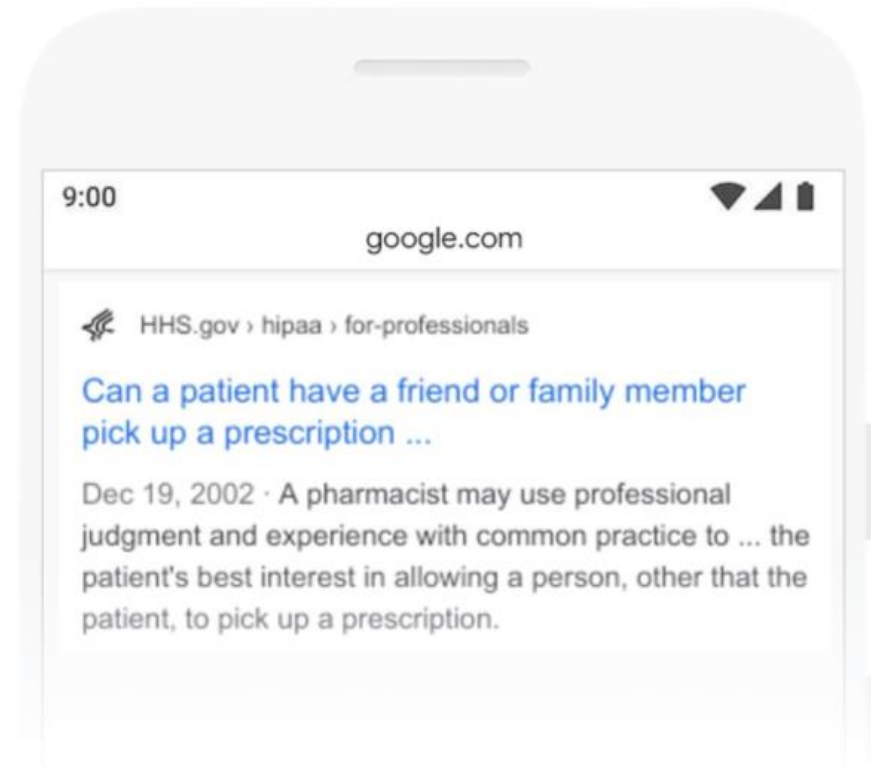 9:00
google.com
HHS.gov › hipaa › for-professionals
Can a patient have a friend or family member
pick up a prescription ...
Dec 19, 2002 · A pharmacist may use professional
judgment and experience with common practice to ... the
patient's best interest in allowing a person, other that the
patient, to pick up a prescription.